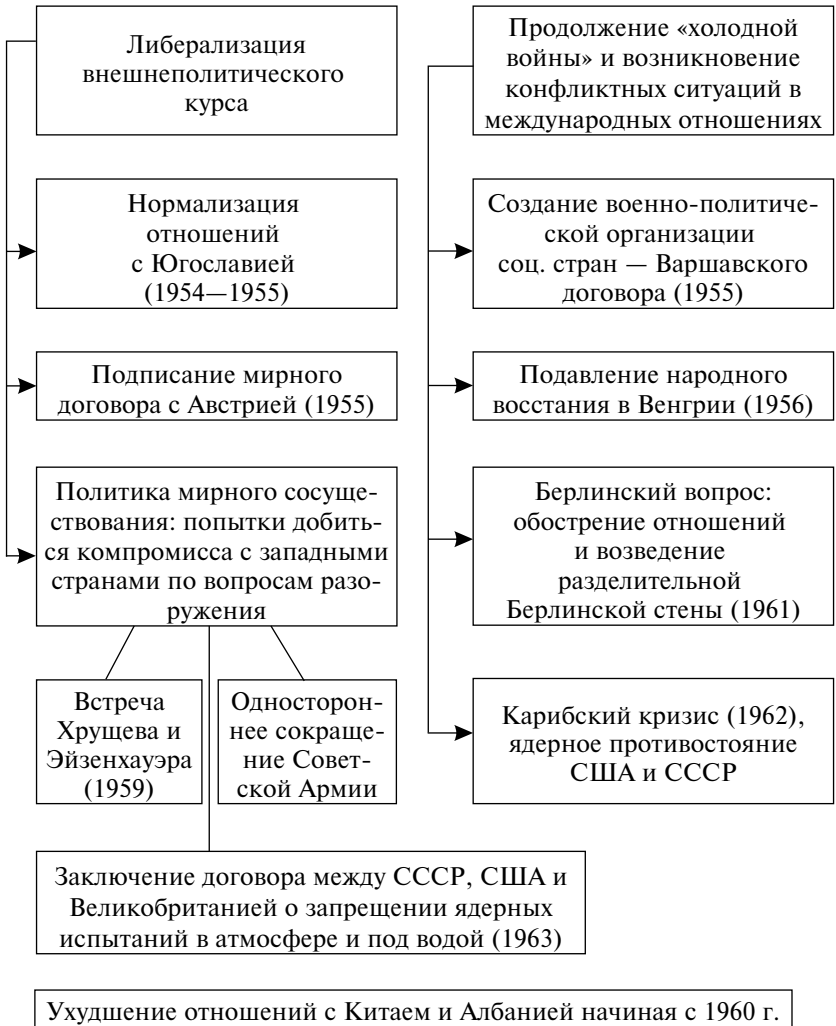 Либерализация
внешнеполитического
курса
Нормализация
отношений
с Югославией
(1954—1955)
Подписание мирного
договора с Австрией (1955)
Политика мирного сосуще-
ствования: попытки добить-
ся компромисса с западными
странами по вопросам разо-
ружения
Встреча
Хрущева и
Эйзенхауэра
(1959)
Односторон-
нее сокраще-
ние Совет-
ской Армии
Заключение договора между СССР, США и
Великобритании о запрещении ядерных
испытаний в атмосфере и под водой (1963)
Продолжение «холодной
войны» и возникновение
конфликтных ситуаций в
международных отношениях
Создание военно-политиче-
ской организации
соц. стран — Варшавского
договора (1955)
Подавление народного
восстания в Венгрии (1956)
Берлинский вопрос:
обострение отношений
и возведение
разделительной
Берлинской стены (1961)
Карибский кризис (1962),
ядерное противостояние
США и СССР
Ухудшение отношений с Китаем и Албанией начиная с 1960 г.